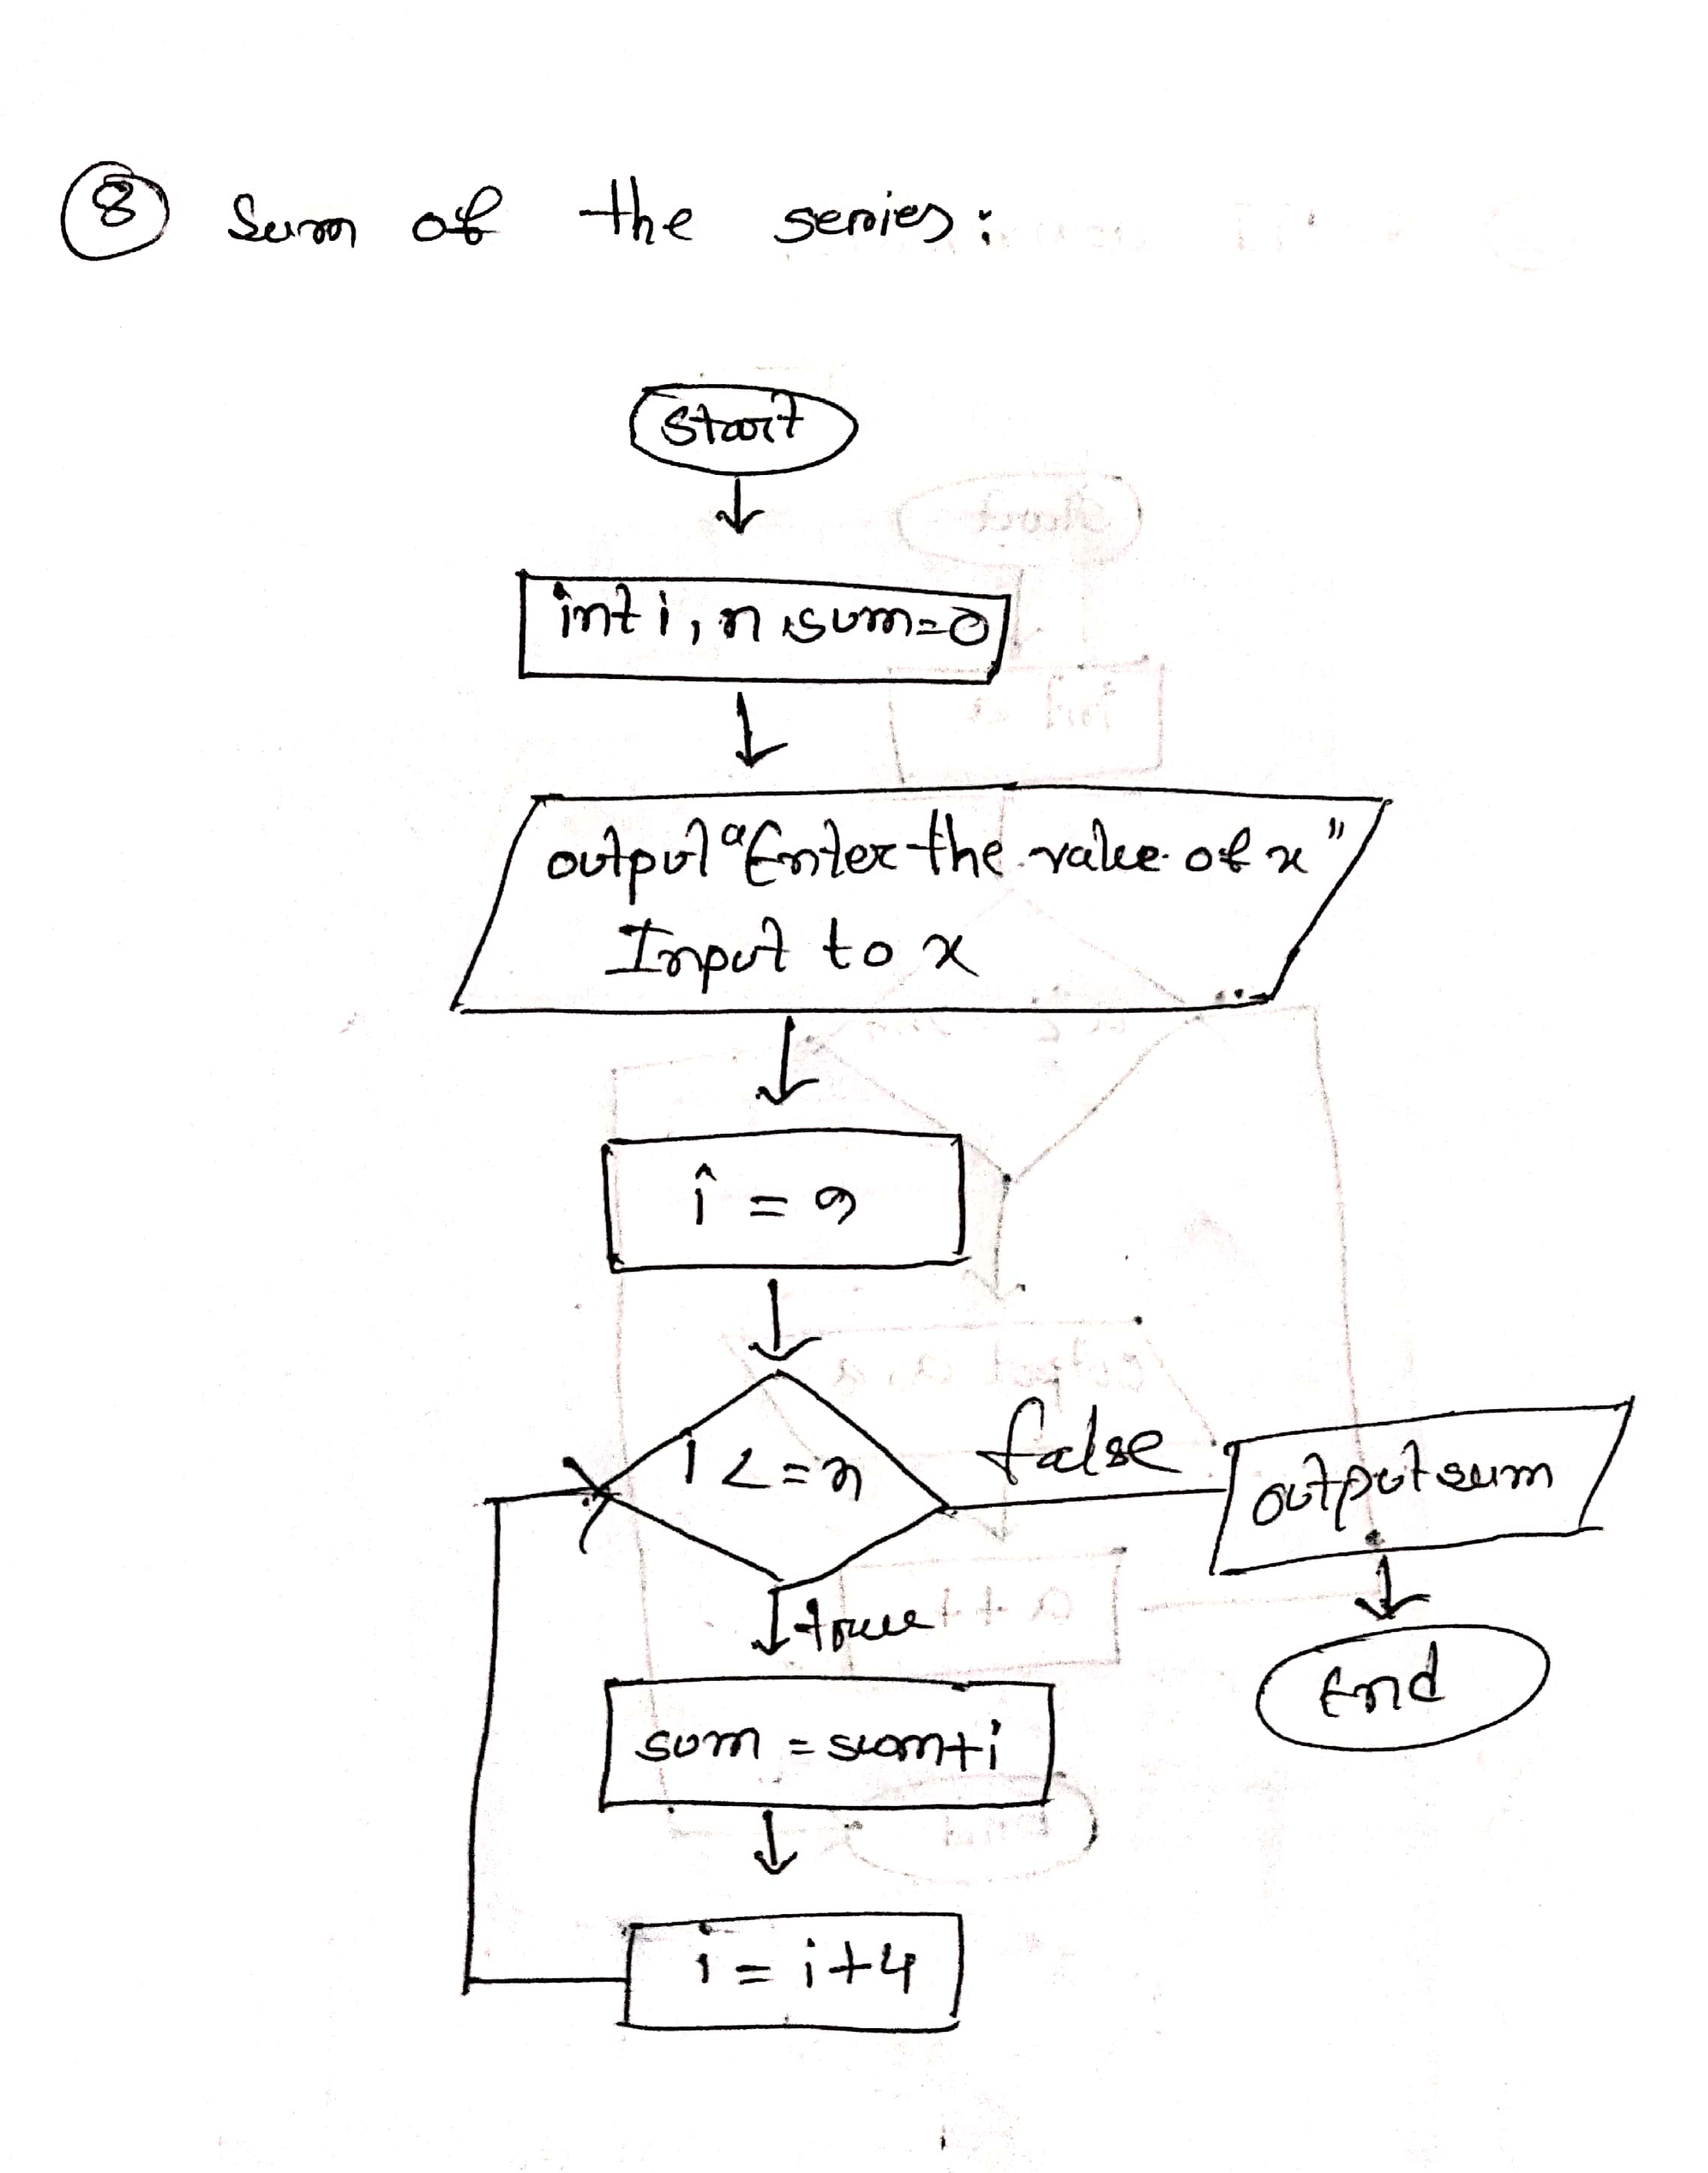 8 Sum of the series:
Start
int i, n, sum=0
output "Enter the value of x"
Input to x
i =
i <= n
false
output sum
true
End
sum = sum+i
i = i+4